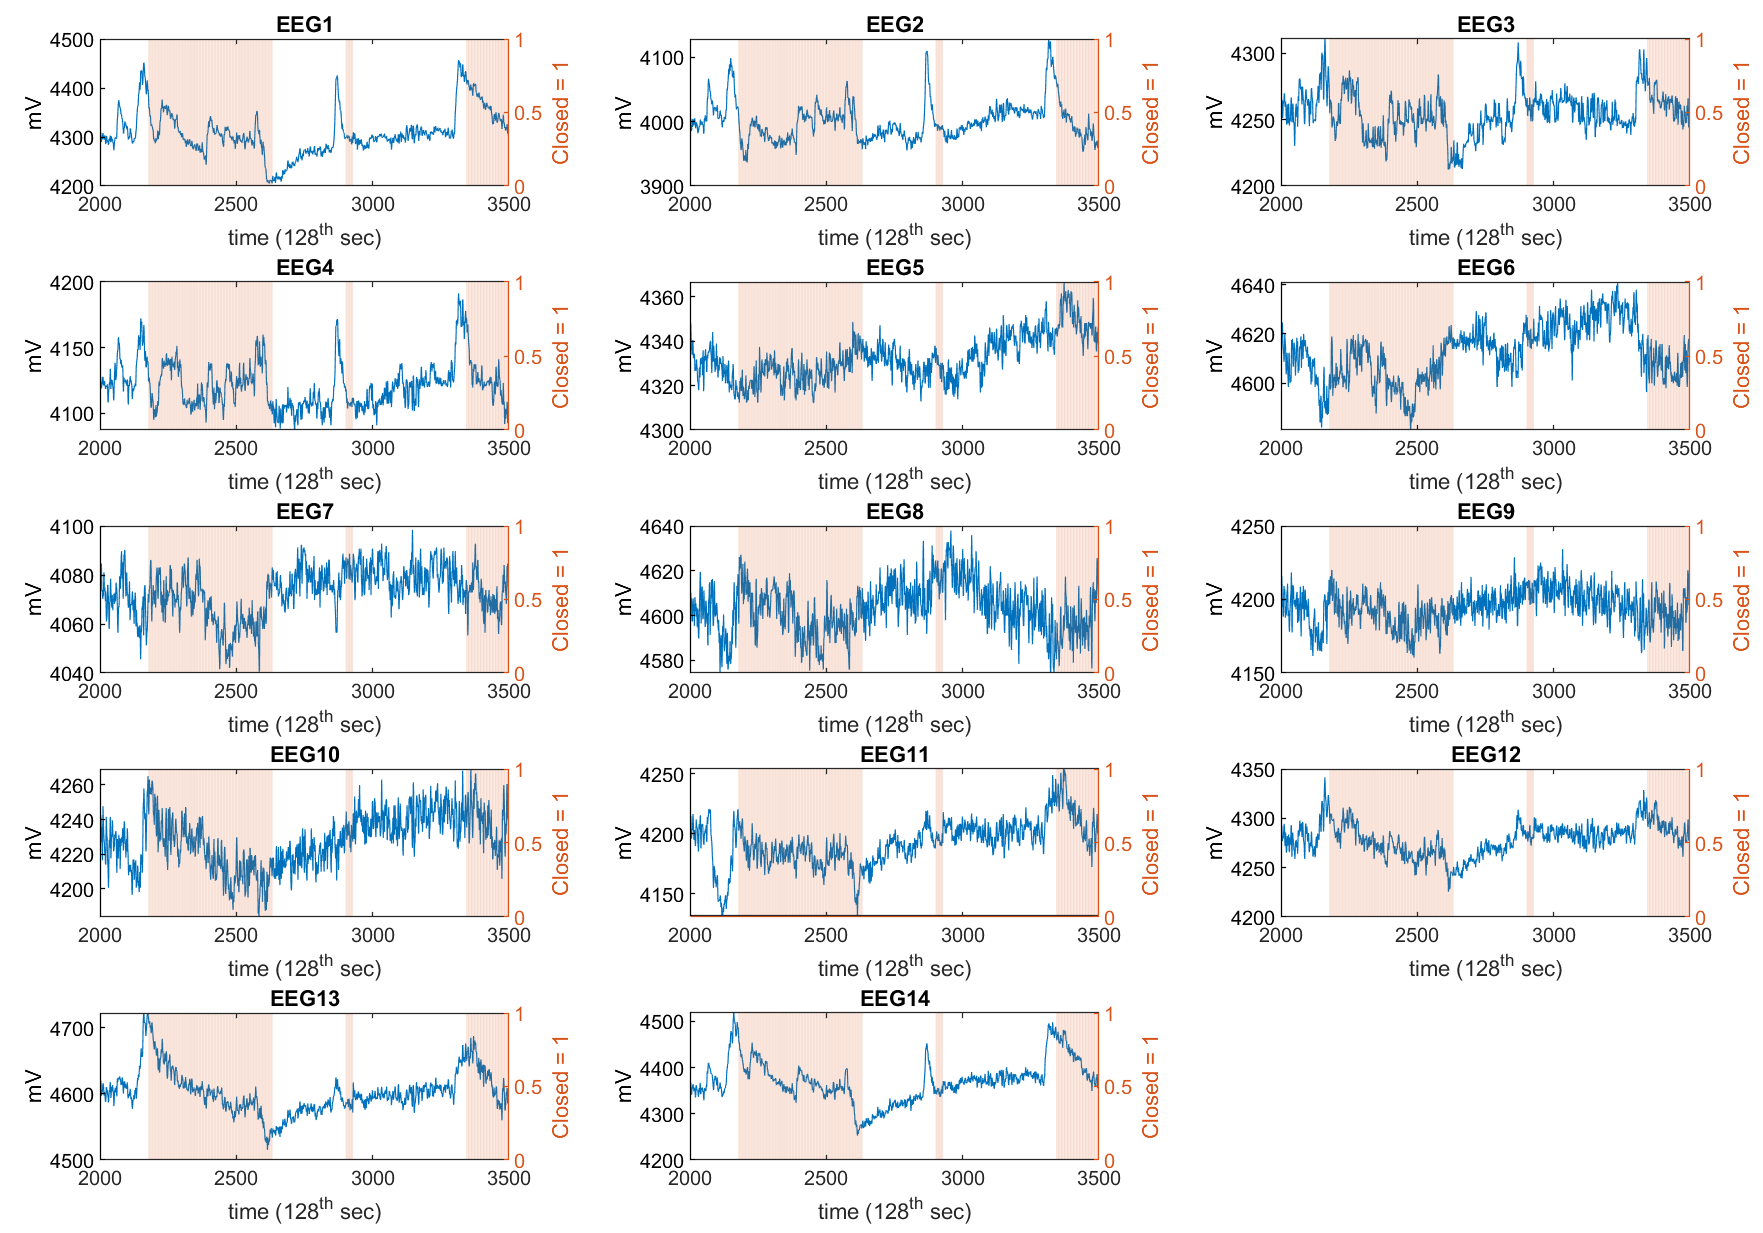 EEG1 EEG2 EEG3
4500 4400 4300 4200 mV 2000 2500 3000 3500 time (128th sec) 1 0.5 0 Closed = 1
4100 4000 3900 mV 2000 2500 3000 3500 time (128th sec) 1 0.5 0 Closed = 1
4300 4250 4200 mV 2000 2500 3000 3500 time (128th sec) 1 0.5 0 Closed = 1
EEG4 EEG5 EEG6
4200 4150 4100 mV 2000 2500 3000 3500 time (128th sec) 1 0.5 0 Closed = 1
4360 4340 4320 4300 mV 2000 2500 3000 3500 time (128th sec) 1 0.5 0 Closed = 1
4640 4620 4600 mV 2000 2500 3000 3500 time (128th sec) 1 0.5 0 Closed = 1
EEG7 EEG8 EEG9
4100 4080 4060 4040 mV 2000 2500 3000 3500 time (128th sec) 1 0.5 0 Closed = 1
4640 4620 4600 4580 mV 2000 2500 3000 3500 time (128th sec) 1 0.5 0 Closed = 1
4250 4200 4150 mV 2000 2500 3000 3500 time (128th sec) 1 0.5 0 Closed = 1
EEG10 EEG11 EEG12
4260 4240 4220 4200 mV 2000 2500 3000 3500 time (128th sec) 1 0.5 0 Closed = 1
4250 4200 4150 mV 2000 2500 3000 3500 time (128th sec) 1 0.5 0 Closed = 1
4350 4300 4250 4200 mV 2000 2500 3000 3500 time (128th sec) 1 0.5 0 Closed = 1
EEG13 EEG14
4700 4600 4500 mV 2000 2500 3000 3500 time (128th sec) 1 0.5 0 Closed = 1
4500 4400 4300 4200 mV 2000 2500 3000 3500 time (128th sec) 1 0.5 0 Closed = 1